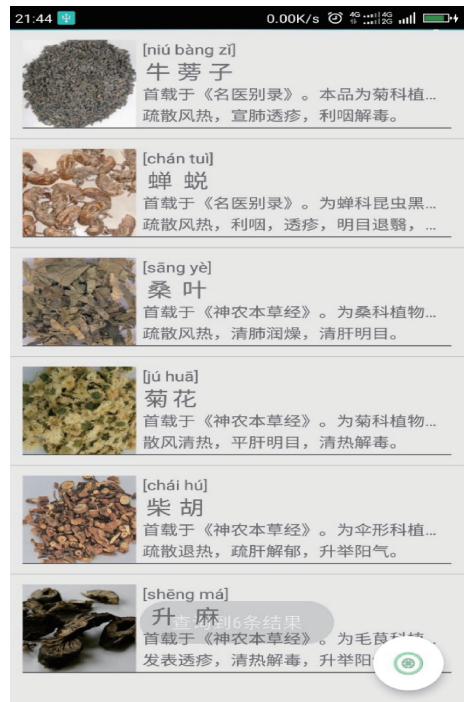 21:44
0.00K/s 4G 4G 2G
[niú bàng zǐ]
牛蒡子
首载于《名医别录》。本品为菊科植...
疏散风热，宣肺透疹，利咽解毒。
[chán tuì]
蝉 蜕
首载于《名医别录》。为蝉科昆虫黑...
疏散风热，利咽，透疹，明目退翳，...
[sāng yè]
桑 叶
首载于《神农本草经》。为桑科植物...
疏散风热，清肺润燥，清肝明目。
[jú huā]
菊花
首载于《神农本草经》。为菊科植物...
散风清热，平肝明目，清热解毒。
[chái hú]
柴 胡
首载于《神农本草经》。为伞形科植...
疏散退热，疏肝解郁，升举阳气。
[shēng má]
升 麻
查询到6条结果
首载于《神农本草经》。为毛茛科植...
发表透疹，清热解毒，升举阳